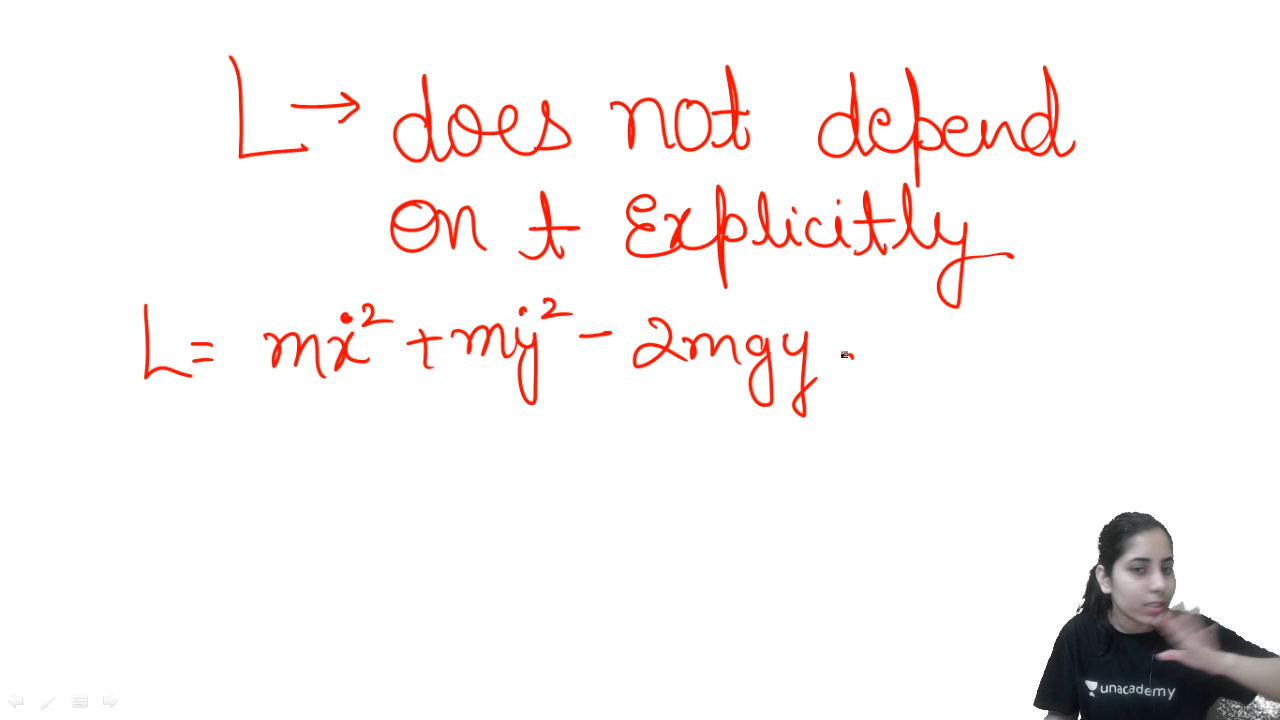 L → does not depend
on t Explicitly
L = mẋ² + mẏ² - 2mgy
unacademy